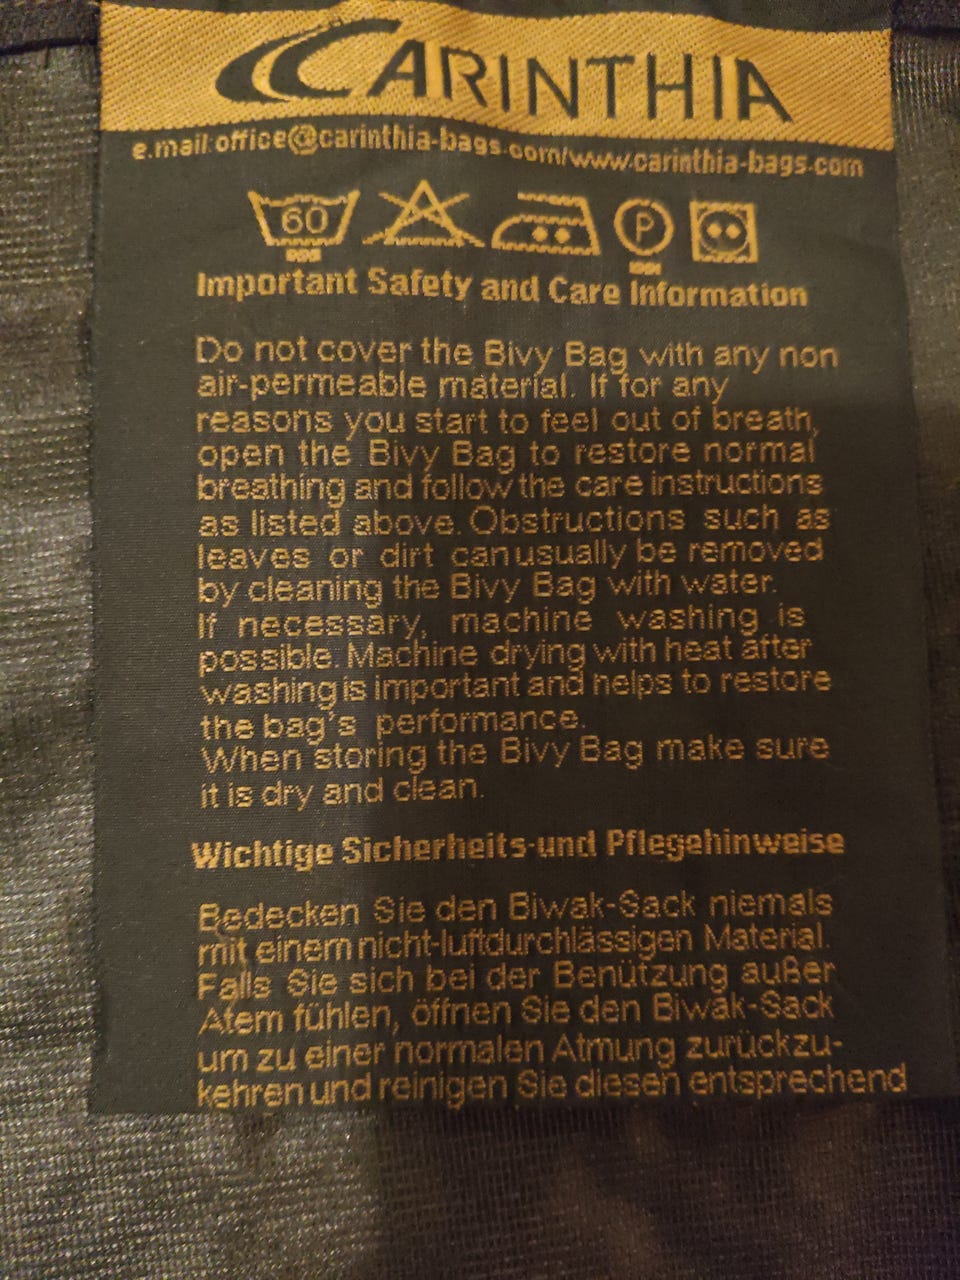 CARINTHIA
e.mail:office@carinthia-bags.com/www.carinthia-bags.com
60 P
Important Safety and Care Information
Do not cover the Bivy Bag with any non
air-permeable material. If for any
reasons you start to feel out of breath,
open the Bivy Bag to restore normal
breathing and follow the care instructions
as listed above. Obstructions such as
leaves or dirt can usually be removed
by cleaning the Bivy Bag with water.
If necessary, machine washing is
possible. Machine drying with heat after
washing is important and helps to restore
the bag's performance.
When storing the Bivy Bag make sure
it is dry and clean.
Wichtige Sicherheits-und Pflegehinweise
Bedecken Sie den Biwak-Sack niemals
mit einem nicht-luftdurchlässigen Material.
Falls Sie sich bei der Benützung außer
Atem fühlen, öffnen Sie den Biwak-Sack
um zu einer normalen Atmung zurückzu-
kehren und reinigen Sie diesen entsprechend